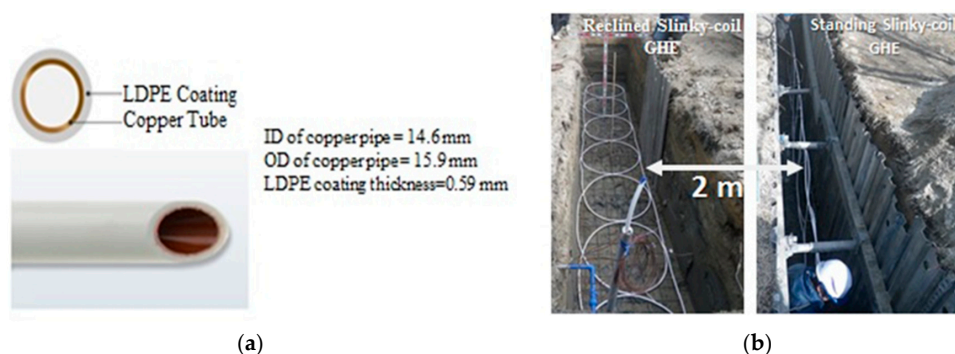 LDPE Coating
Copper Tube
ID of copper pipe = 14.6 mm
OD of copper pipe = 15.9 mm
LDPE coating thickness=0.59 mm
(a)
Reclined Slinky-coil
GHE
Standing Slinky-coil
GHE
2 m
(b)